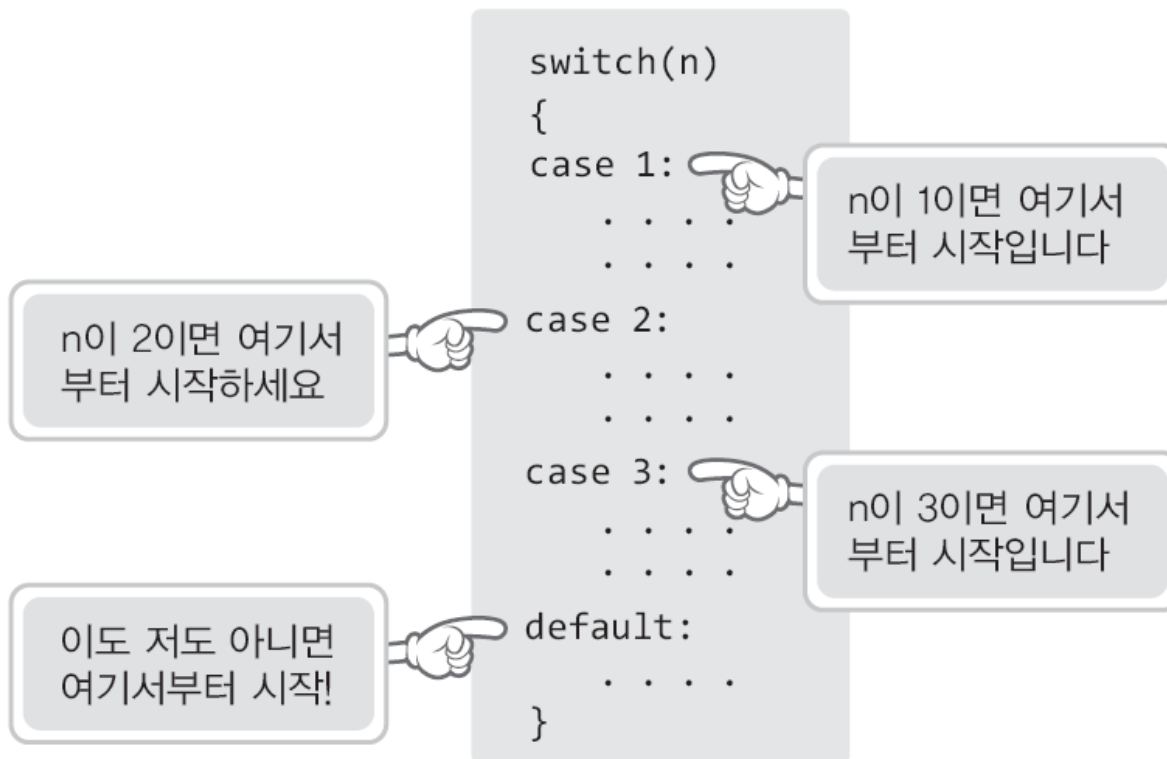 switch(n)
{
case 1:
n이 1이면 여기서
부터 시작입니다
. . . .
. . . .
n이 2이면 여기서
부터 시작하세요
case 2:
. . . .
. . . .
case 3:
n이 3이면 여기서
부터 시작입니다
. . . .
. . . .
이도 저도 아니면
여기서부터 시작!
default:
. . . .
}